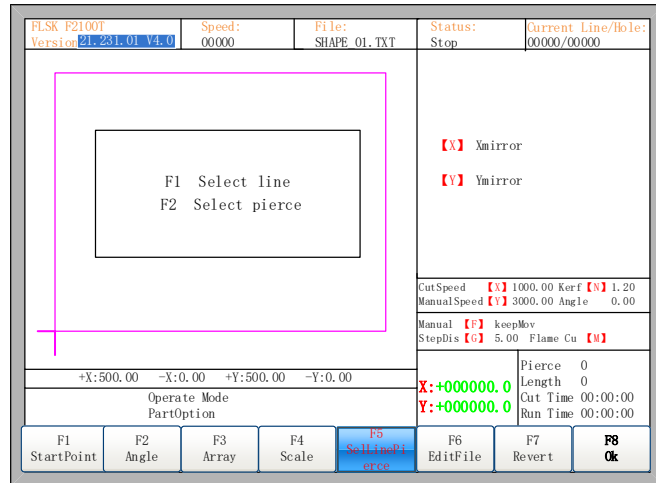 FLSK F2100T Speed: File: Status: Current Line/Hole:
Version 21.231.01 V4.0 00000 SHAPE_01.TXT Stop 00000/00000
F1 Select line
F2 Select pierce
【X】 Xmirror
【Y】 Ymirror
CutSpeed 【X】1000.00 Kerf【N】1.20
ManualSpeed【Y】3000.00 Angle 0.00
Manual 【F】 keepMov
StepDis【G】 5.00 Flame Cu 【M】
+X:500.00 -X:0.00 +Y:500.00 -Y:0.00
Operate Mode
PartOption
X:+000000.0
Y:+000000.0
Pierce 0
Length 0
Cut Time 00:00:00
Run Time 00:00:00
F1 StartPoint
F2 Angle
F3 Array
F4 Scale
F5
SelLinePi
erce
F6 EditFile
F7 Revert
F8 Ok